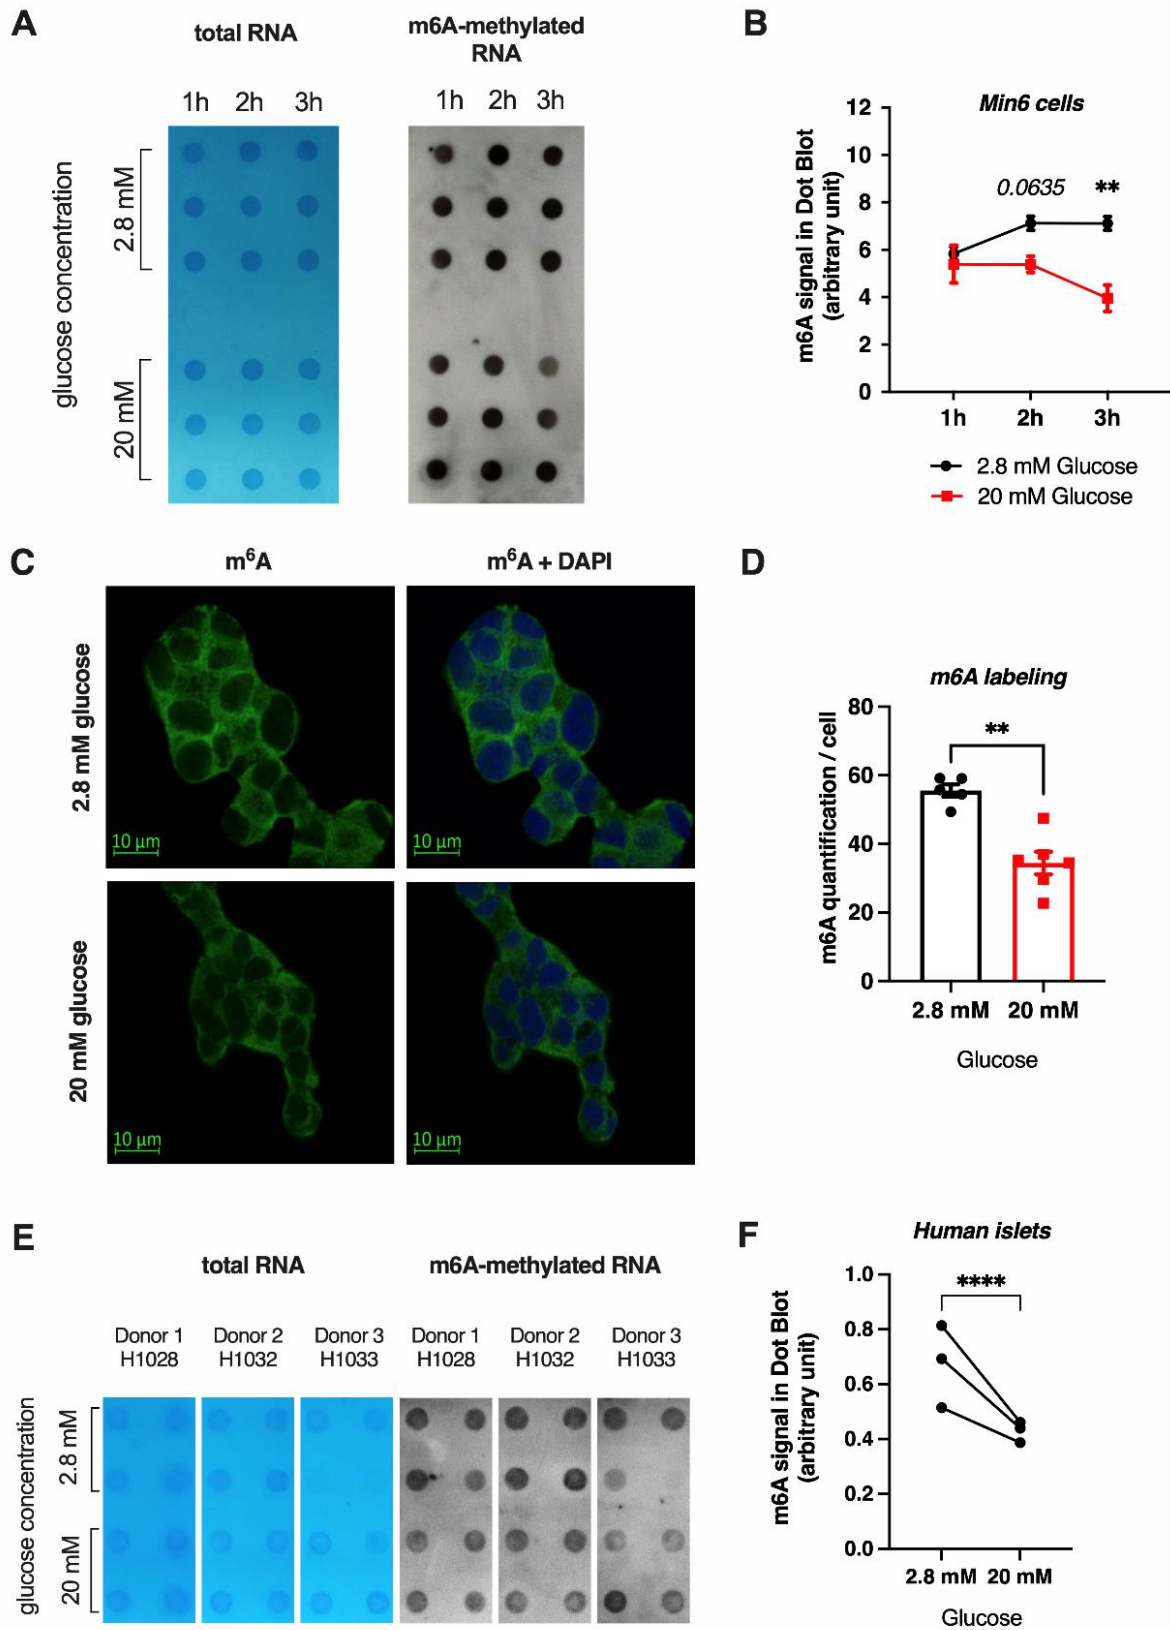 A
total RNA
m6A-methylated
RNA
1h 2h 3h
1h 2h 3h
glucose concentration
2.8 mM
20 mM
B
Min6 cells
m6A signal in Dot Blot
(arbitrary unit)
12
10
8
6
4
2
0
0.0635
**
1h 2h 3h
2.8 mM Glucose
20 mM Glucose
C
m⁶A
m⁶A + DAPI
2.8 mM glucose
10 µm
10 µm
20 mM glucose
10 µm
10 µm
D
m6A labeling
m6A quantification / cell
80
60
40
20
0
**
2.8 mM 20 mM
Glucose
E
total RNA
m6A-methylated RNA
Donor 1
H1028
Donor 2
H1032
Donor 3
H1033
Donor 1
H1028
Donor 2
H1032
Donor 3
H1033
glucose concentration
2.8 mM
20 mM
F
Human islets
m6A signal in Dot Blot
(arbitrary unit)
1.0
0.8
0.6
0.4
0.2
0.0
****
2.8 mM 20 mM
Glucose